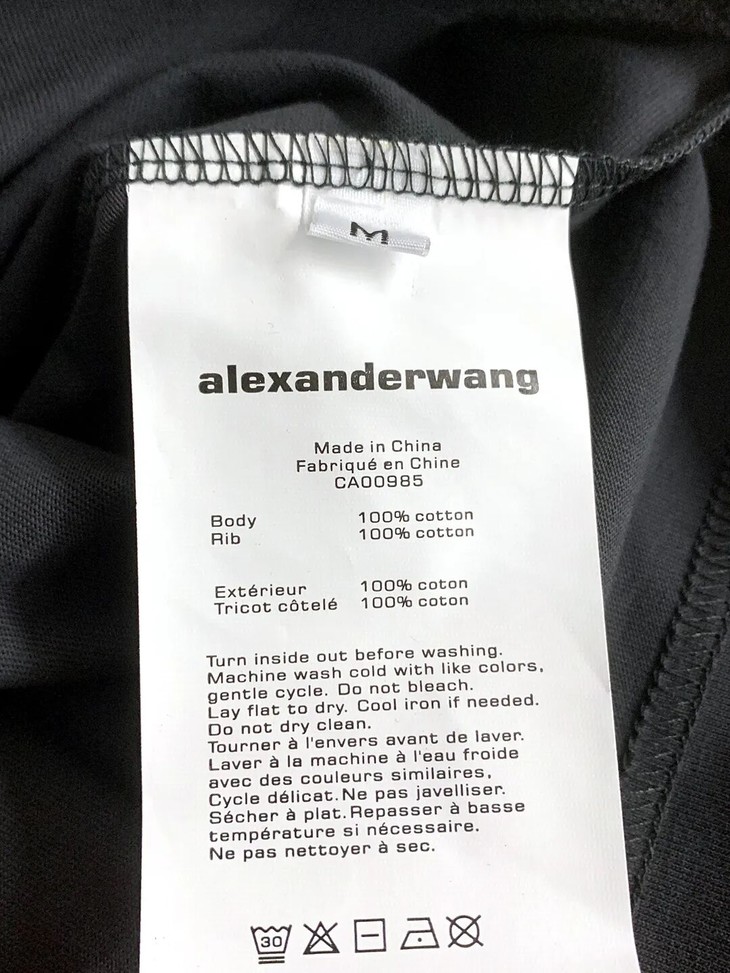 M
alexanderwang
Made in China
Fabriqué en Chine
CA00985
Body 100% cotton
Rib 100% cotton
Extérieur 100% coton
Tricot côtelé 100% coton
Turn inside out before washing.
Machine wash cold with like colors,
gentle cycle. Do not bleach.
Lay flat to dry. Cool iron if needed.
Do not dry clean.
Tourner à l'envers avant de laver.
Laver à la machine à l'eau froide
avec des couleurs similaires,
Cycle délicat. Ne pas javelliser.
Sécher à plat. Repasser à basse
température si nécessaire.
Ne pas nettoyer à sec.
30